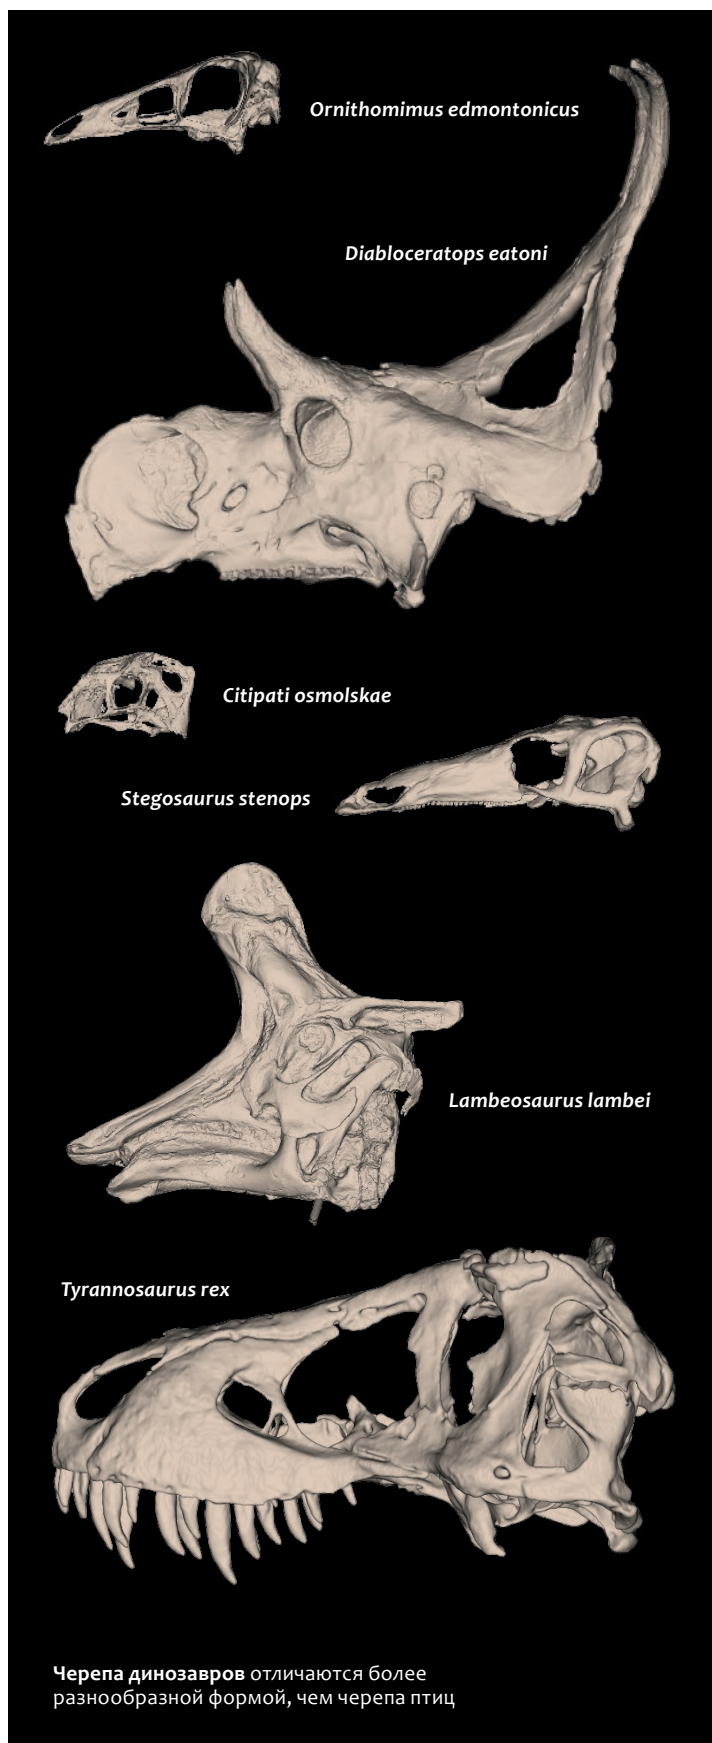 Ornithomimus edmontonicus
Diabloceratops eatoni
Citipati osmolskae
Stegosaurus stenops
Lambeosaurus lambei
Tyrannosaurus rex
Черепа динозавров отличаются более
разнообразной формой, чем черепа птиц